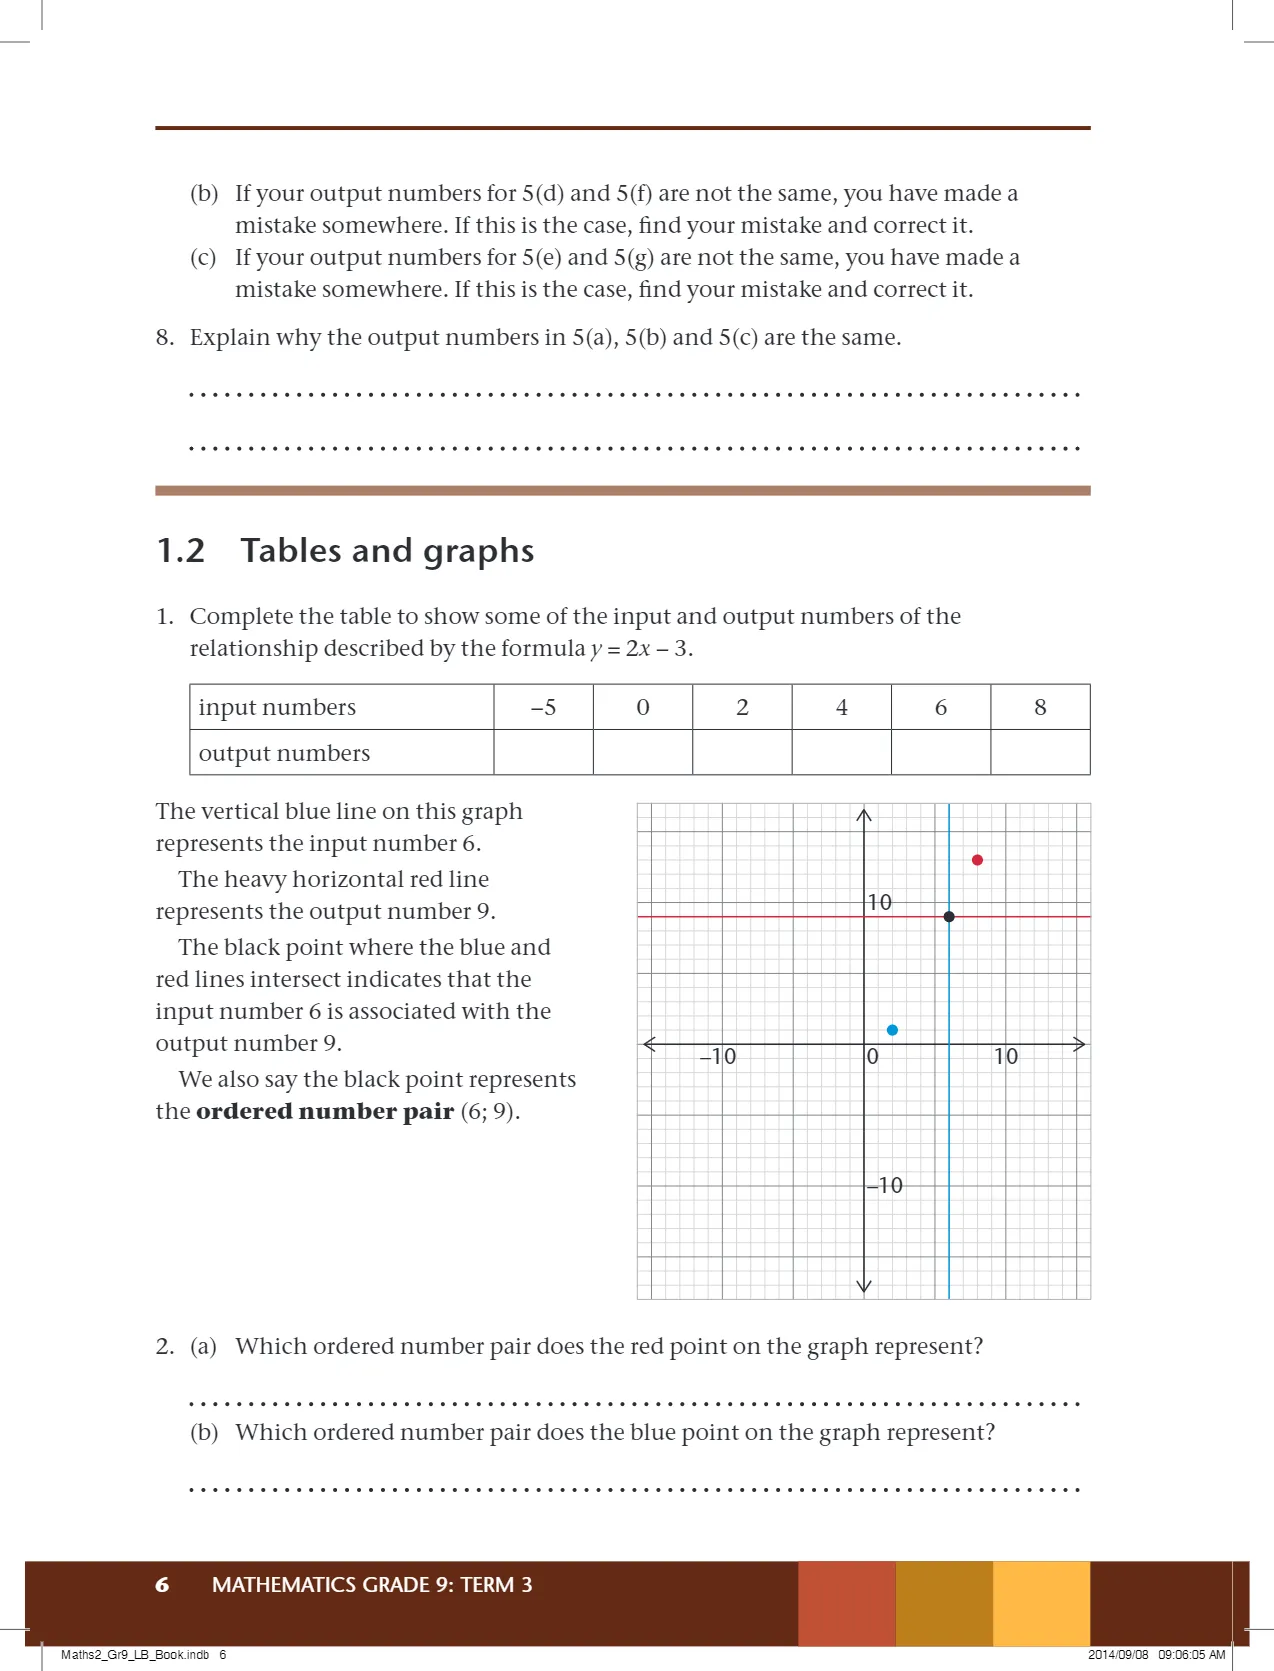 (b) If your output numbers for 5(d) and 5(f) are not the same, you have made a
mistake somewhere. If this is the case, find your mistake and correct it.
(c) If your output numbers for 5(e) and 5(g) are not the same, you have made a
mistake somewhere. If this is the case, find your mistake and correct it.
8. Explain why the output numbers in 5(a), 5(b) and 5(c) are the same.
1.2 Tables and graphs
1. Complete the table to show some of the input and output numbers of the
relationship described by the formula y = 2x – 3.
input numbers –5 0 2 4 6 8
output numbers
The vertical blue line on this graph
represents the input number 6.
The heavy horizontal red line
represents the output number 9.
The black point where the blue and
red lines intersect indicates that the
input number 6 is associated with the
output number 9.
We also say the black point represents
the ordered number pair (6; 9).
10
–10 0 10
–10
2. (a) Which ordered number pair does the red point on the graph represent?
(b) Which ordered number pair does the blue point on the graph represent?
6 MATHEMATICS GRADE 9: TERM 3
Maths2_Gr9_LB_Book.indb 6 2014/09/08 09:06:05 AM